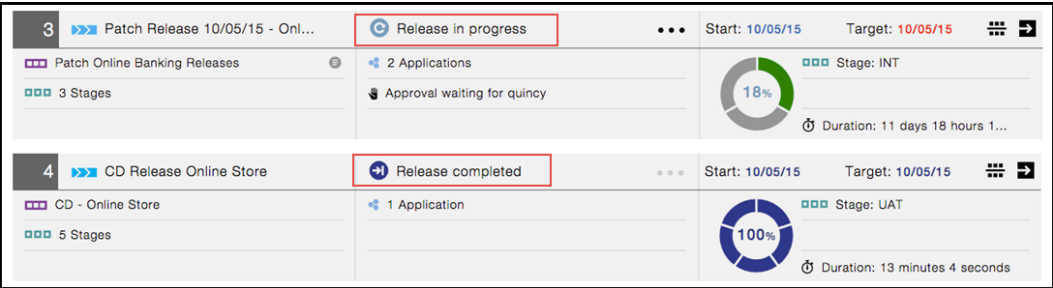 3 Patch Release 10/05/15 - Onl... Release in progress ... Start: 10/05/15 Target: 10/05/15
Patch Online Banking Releases 2 Applications Stage: INT
3 Stages Approval waiting for quincy 18%
Duration: 11 days 18 hours 1...
4 CD Release Online Store Release completed ... Start: 10/05/15 Target: 10/05/15
CD - Online Store 1 Application Stage: UAT
5 Stages 100%
Duration: 13 minutes 4 seconds